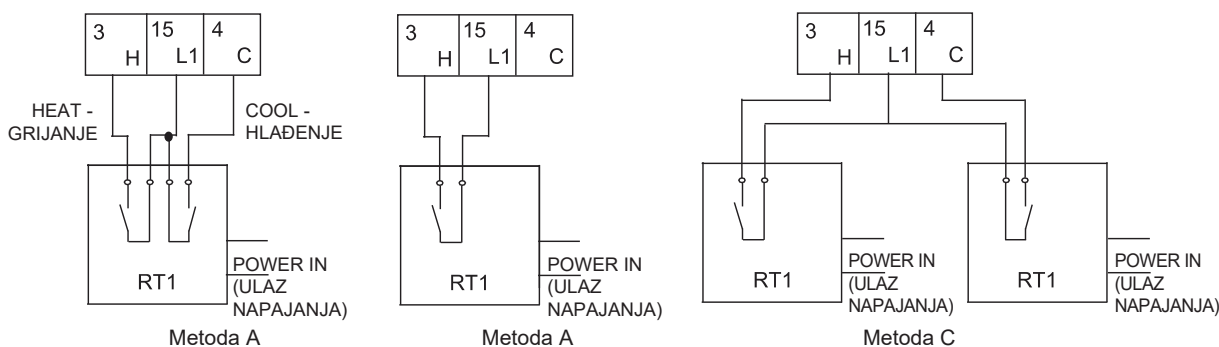 3 15 4
H L1 C
HEAT -
GRIJANJE
COOL -
HLAĐENJE
RT1
POWER IN
(ULAZ
NAPAJANJA)
Metoda A
3 15 4
H L1 C
RT1
POWER IN
(ULAZ
NAPAJANJA)
Metoda A
3 15 4
H L1 C
RT1
POWER IN
(ULAZ
NAPAJANJA)
RT1
POWER IN
(ULAZ
NAPAJANJA)
Metoda C